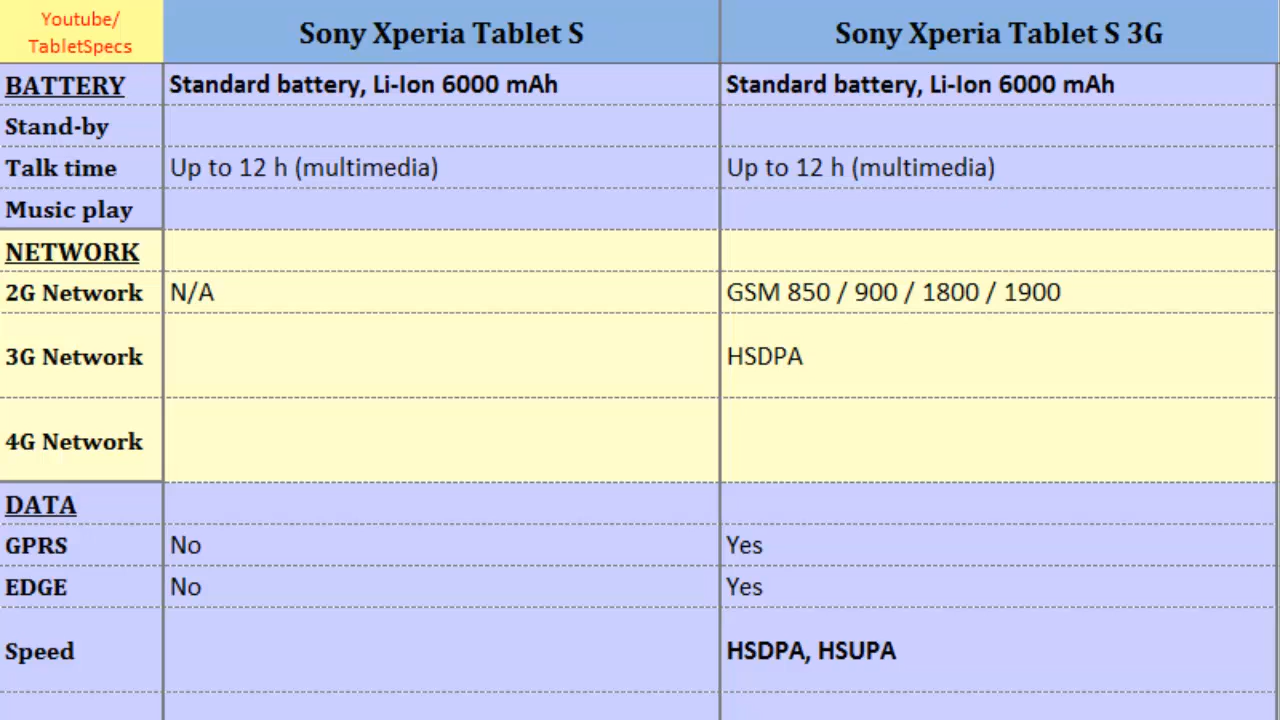 Youtube/
TabletSpecs
Sony Xperia Tablet S
Sony Xperia Tablet S 3G
BATTERY
Standard battery, Li-Ion 6000 mAh
Standard battery, Li-Ion 6000 mAh
Stand-by
Talk time
Up to 12 h (multimedia)
Up to 12 h (multimedia)
Music play
NETWORK
2G Network
N/A
GSM 850 / 900 / 1800 / 1900
3G Network
HSDPA
4G Network
DATA
GPRS
No
Yes
EDGE
No
Yes
Speed
HSDPA, HSUPA